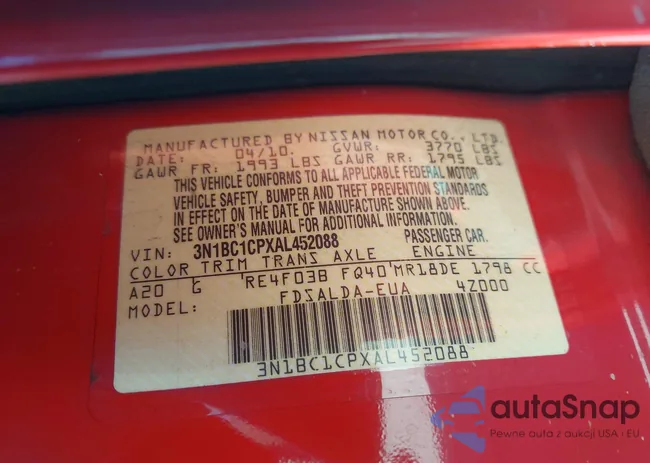 MANUFACTURED BY NISSAN MOTOR CO., LTD.
DATE: 04/10. GVWR: 3770 LBS
GAWR FR: 1993 LBS GAWR RR: 1795 LBS
THIS VEHICLE CONFORMS TO ALL APPLICABLE FEDERAL MOTOR
VEHICLE SAFETY, BUMPER AND THEFT PREVENTION STANDARDS
IN EFFECT ON THE DATE OF MANUFACTURE SHOWN ABOVE.
SEE OWNER'S MANUAL FOR ADDITIONAL INFORMATION.
VIN: 3N1BC1CPXAL452088 PASSENGER CAR.
COLOR TRIM TRANS AXLE ENGINE
A20 G RE4F03B FQ40 MR18DE 1798 CC
MODEL: FDSALDA-EUA 4Z000
3N1BC1CPXAL452088
autaSnap
Pewne auta z aukcji USA i EU